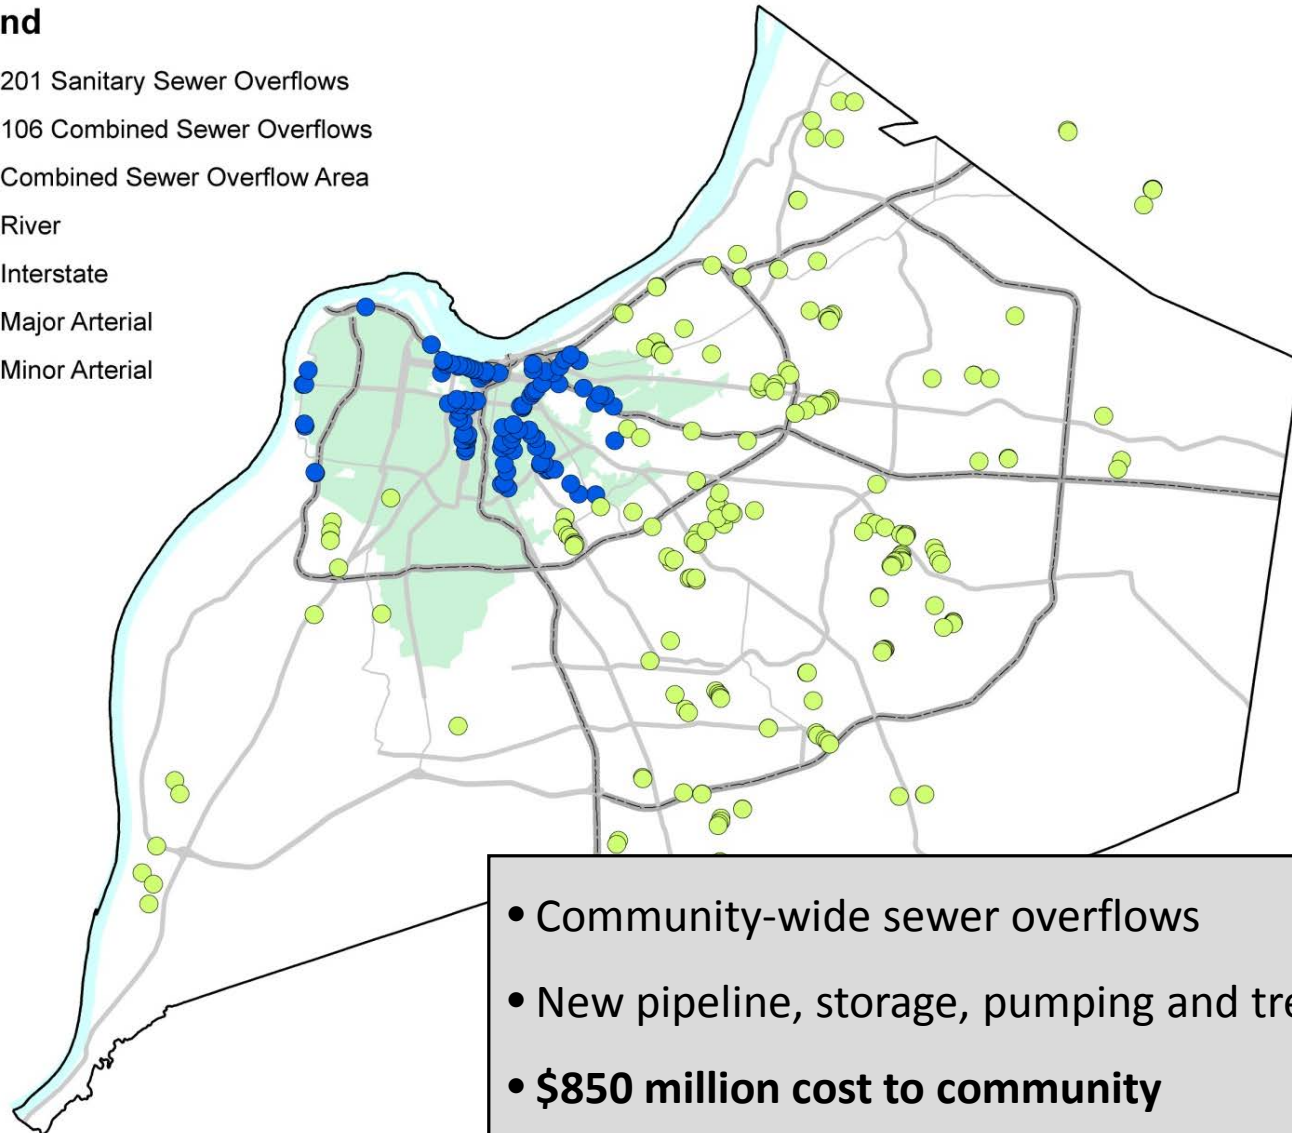 nd
201 Sanitary Sewer Overflows
106 Combined Sewer Overflows
Combined Sewer Overflow Area
River
Interstate
Major Arterial
Minor Arterial
• Community-wide sewer overflows
• New pipeline, storage, pumping and tre
• $850 million cost to community